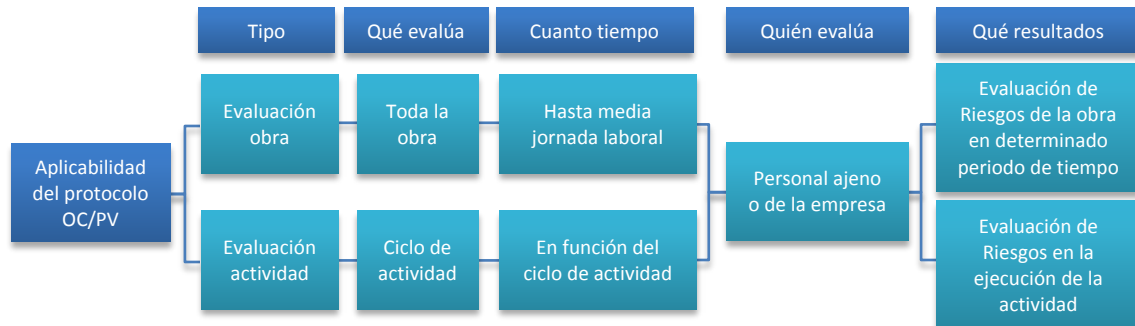 Tipo
Qué evalúa
Cuanto tiempo
Quién evalúa
Qué resultados
Aplicabilidad
del protocolo
OC/PV
Evaluación
obra
Toda la
obra
Hasta media
jornada laboral
Evaluación
actividad
Ciclo de
actividad
En función del
ciclo de actividad
Personal ajeno
o de la empresa
Evaluación de
Riesgos de la obra
en determinado
periodo de tiempo
Evaluación de
Riesgos en la
ejecución de la
actividad